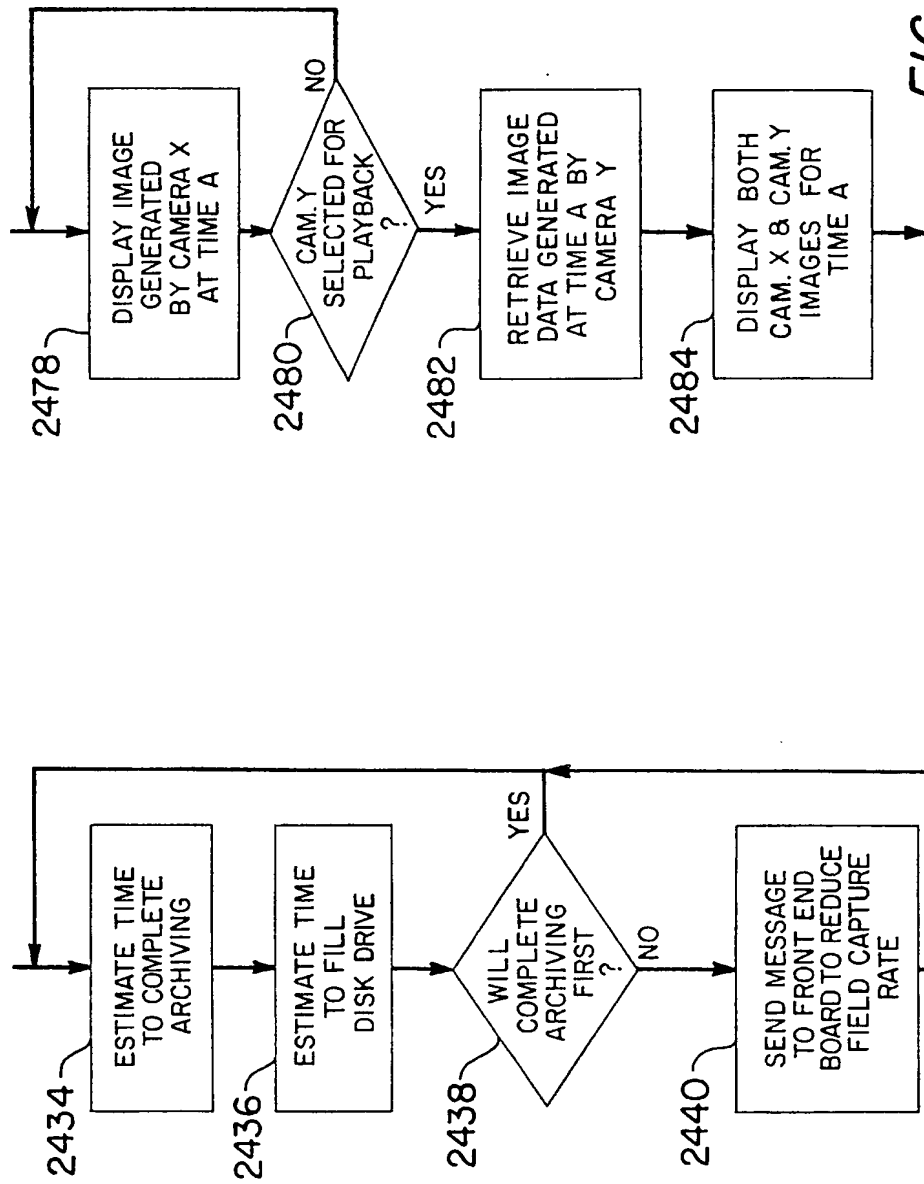 2478
DISPLAY IMAGE
GENERATED
BY CAMERA X
AT TIME A
2480
CAM. Y
SELECTED FOR
PLAYBACK
?
NO
YES
2482
RETRIEVE IMAGE
DATA GENERATED
AT TIME A BY
CAMERA Y
2484
DISPLAY BOTH
CAM. X & CAM. Y
IMAGES FOR
TIME A
2434
ESTIMATE TIME
TO COMPLETE
ARCHIVING
2436
ESTIMATE TIME
TO FILL
DISK DRIVE
2438
WILL
COMPLETE
ARCHIVING
FIRST
?
YES
NO
2440
SEND MESSAGE
TO FRONT END
BOARD TO REDUCE
FIELD CAPTURE
RATE